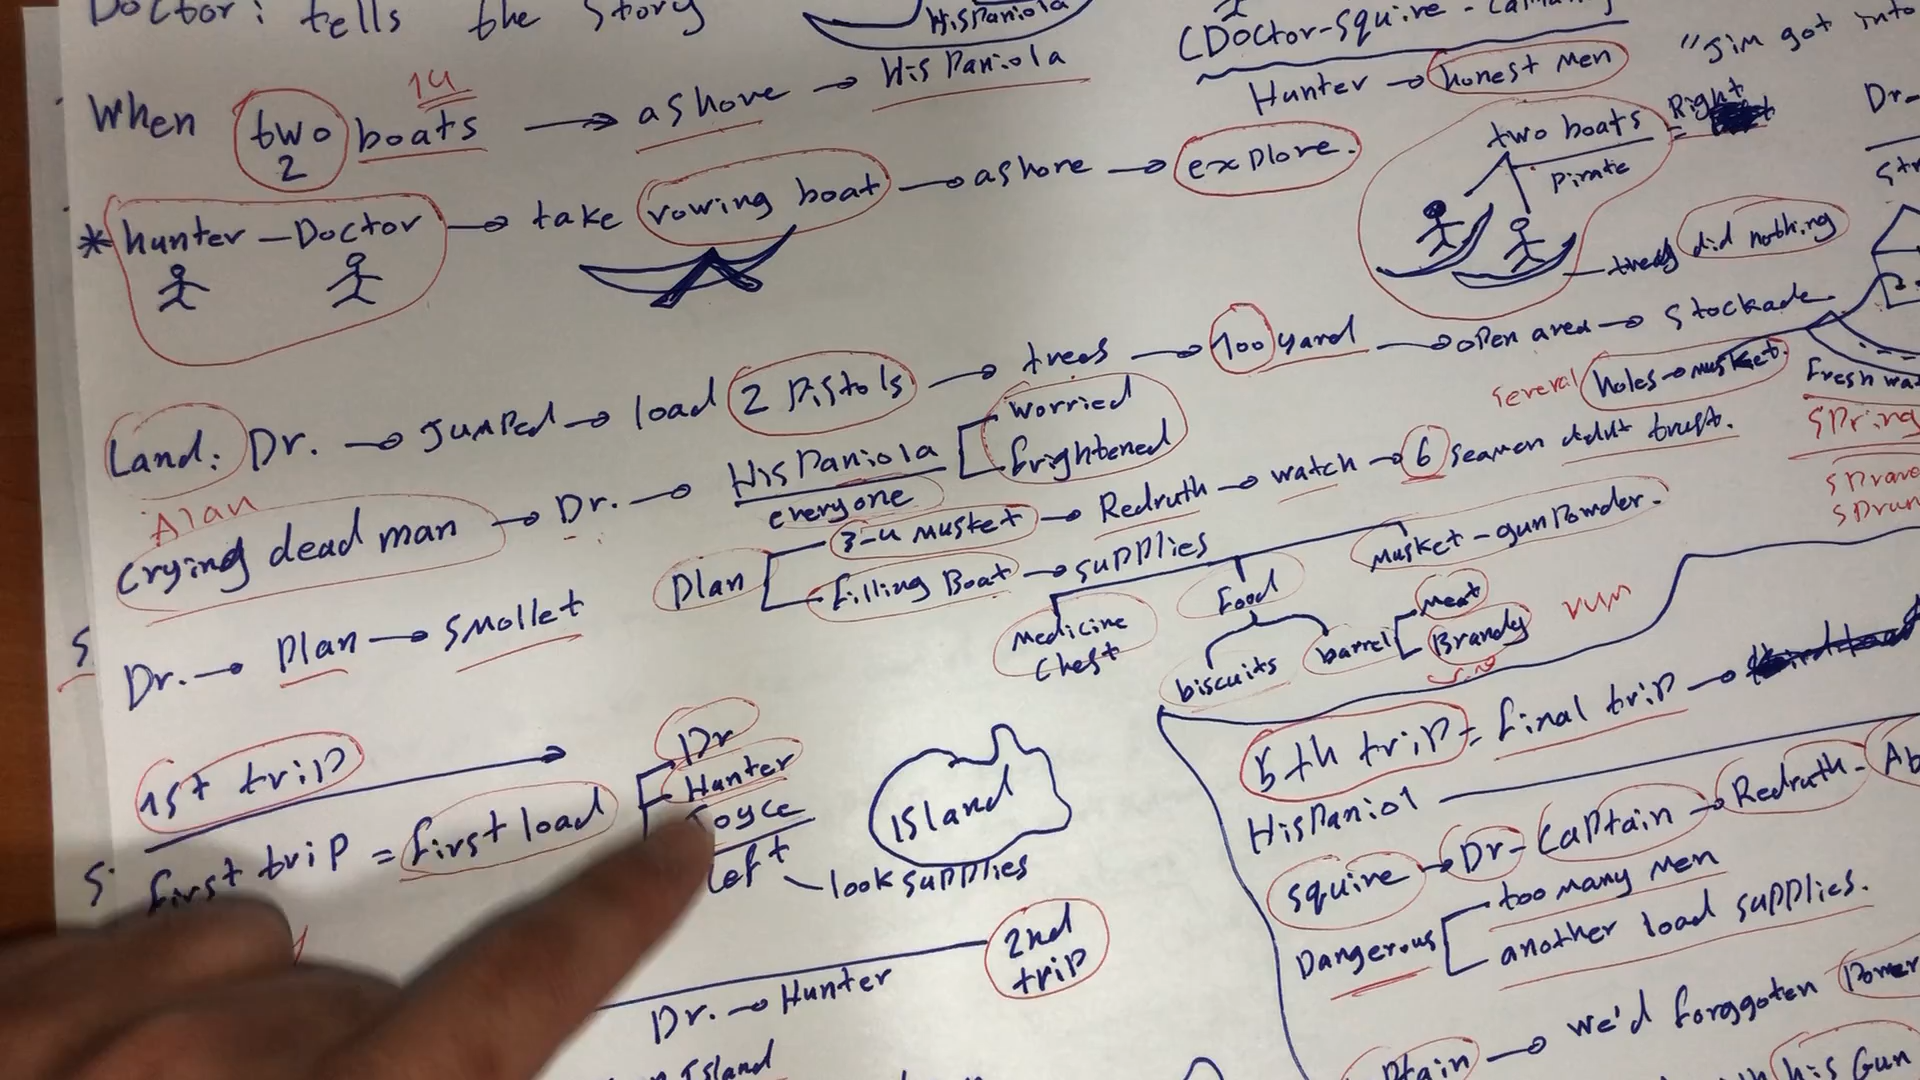 Doctor: tells the story
Hispaniola
(Doctor-squire-
Hunter → honest men
"Jim got into
When two boats → ashore → Hispaniola
14
2
two boats = Right
Pirate
Dr-
* hunter - Doctor → take rowing boat → ashore → explore.
did nothing
Land: Dr. → Jumped → load 2 Pistols → trees → 100 yard → open area → stockade
several holes → musket.
Fresh wa
Spring
Alan
crying dead man → Dr. → Hispaniola
everyone
worried
frightened
Plan
3-4 musket → Redruth → watch → 6 seamen didn't trust.
filling Boat → supplies
medicine chest
Food
musket - gunpowder.
biscuits
barrel
meat
Brandy
rum
Dr. → Plan → Smollet
1st trip
first trip = first load
Dr
Hunter
Joyce
left
look supplies
Island
2nd trip
Dr. → Hunter
Island
5th trip = final trip →
Hispaniol
squire → Dr - Captain → Redruth - Ab
Dangerous
too many men
another load supplies.
ptain → we'd forggoten Power
his Gun